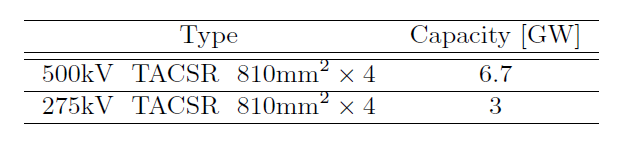 Type Capacity [GW]
500kV TACSR 810mm² × 4 6.7
275kV TACSR 810mm² × 4 3